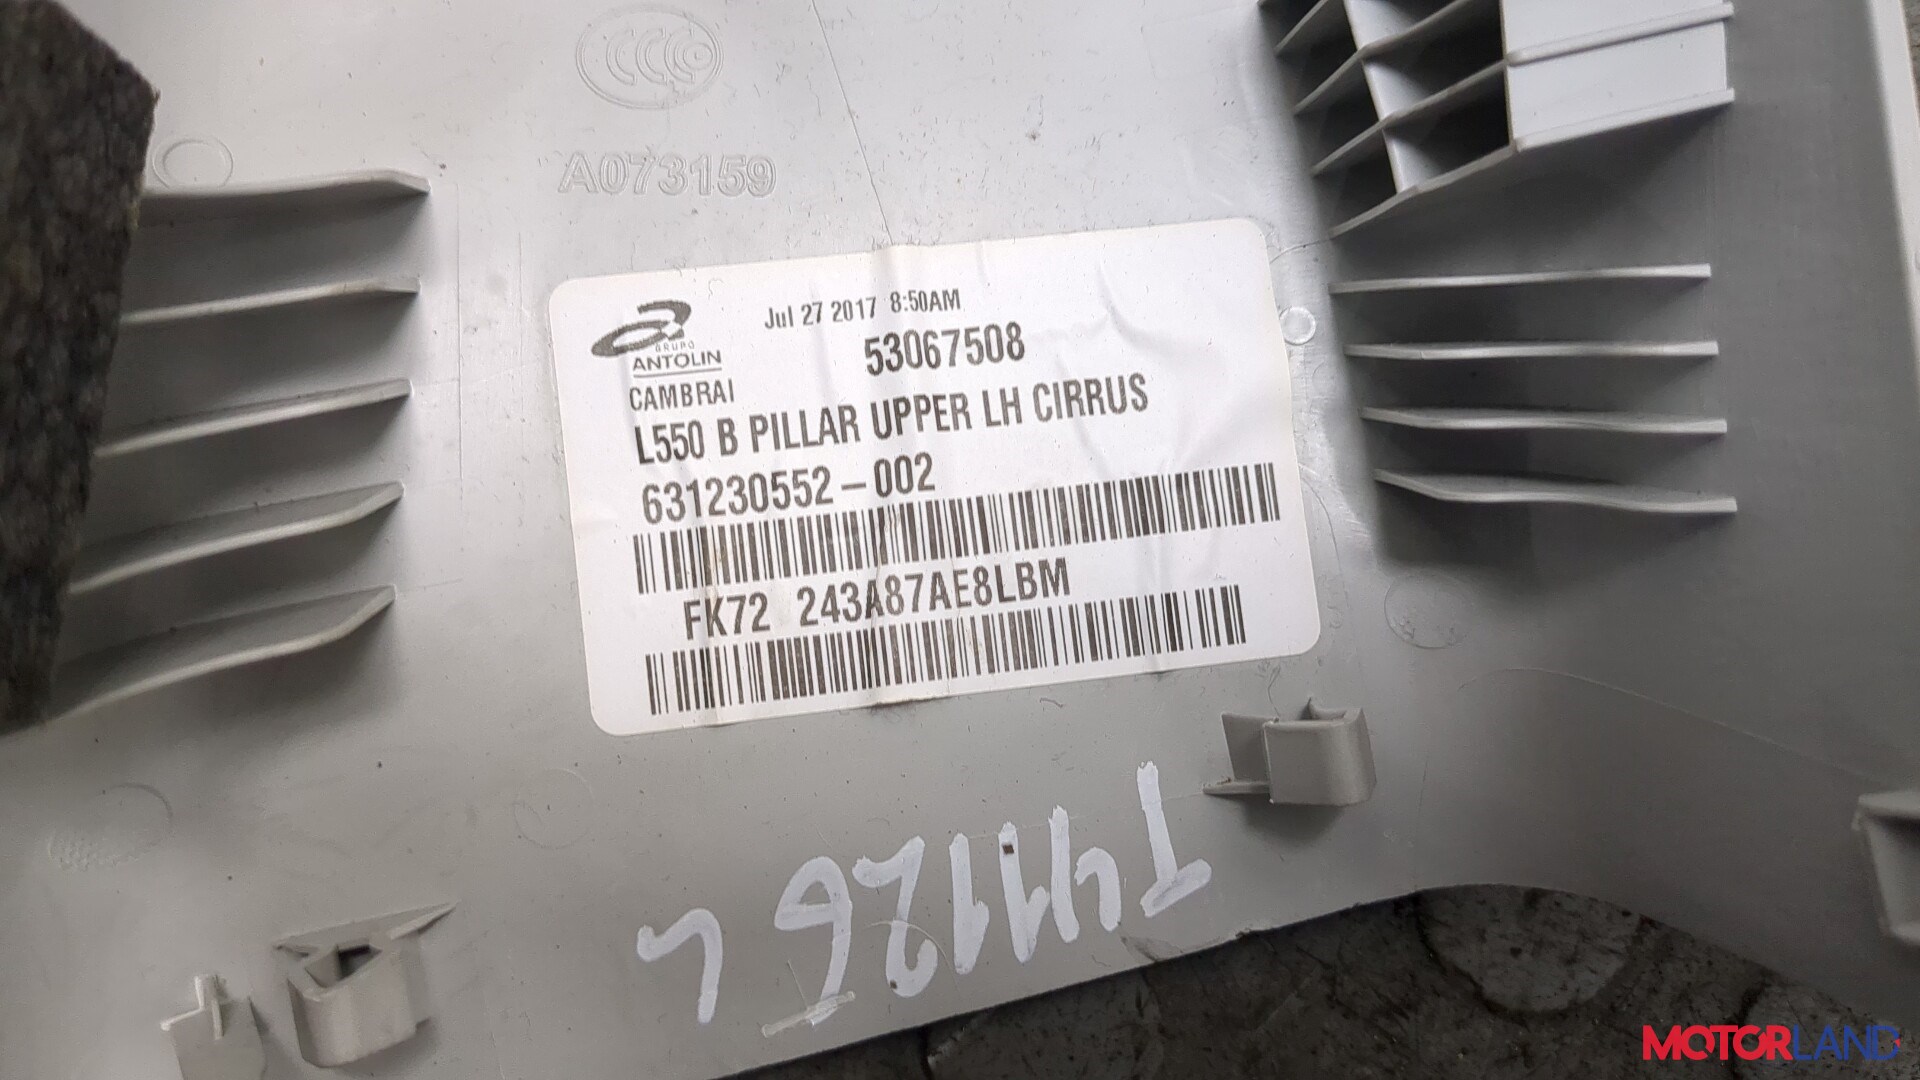 A073159
GRUPO
ANTOLIN
CAMBRAI
Jul 27 2017 8:50AM
53067508
L550 B PILLAR UPPER LH CIRRUS
631230552-002
FK72 243A87AE8LBM
MOTORLAND